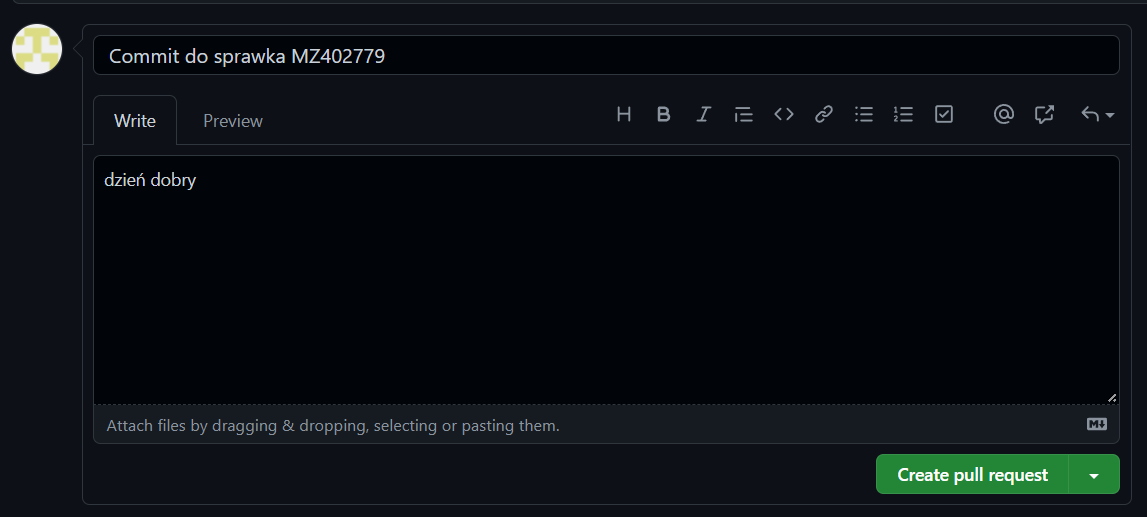 Commit do sprawka MZ402779
Write
Preview
dzień dobry
Attach files by dragging & dropping, selecting or pasting them.
Create pull request